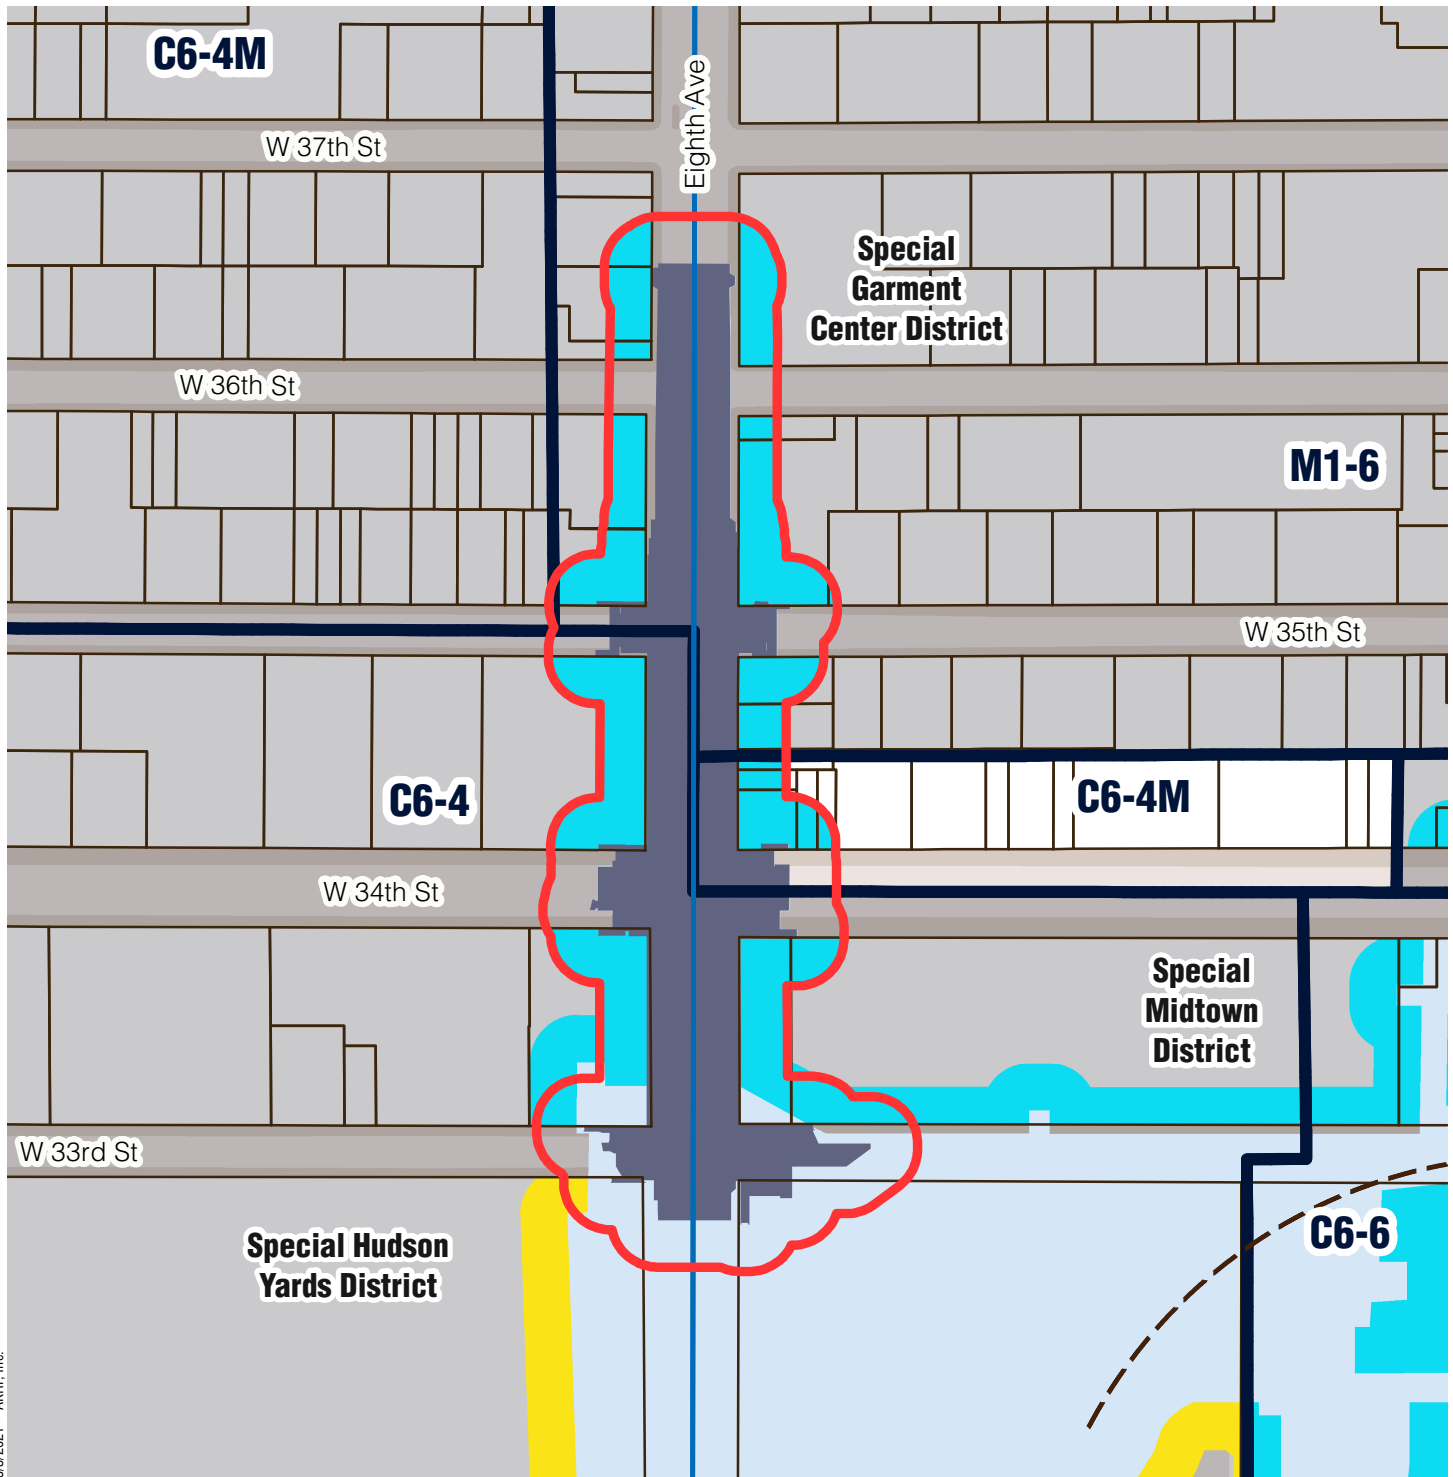 C6-4M
Eighth Ave
W 37th St
Special
Garment
Center District
W 36th St
M1-6
W 35th St
C6-4
C6-4M
W 34th St
Special
Midtown
District
W 33rd St
Special Hudson
Yards District
C6-6